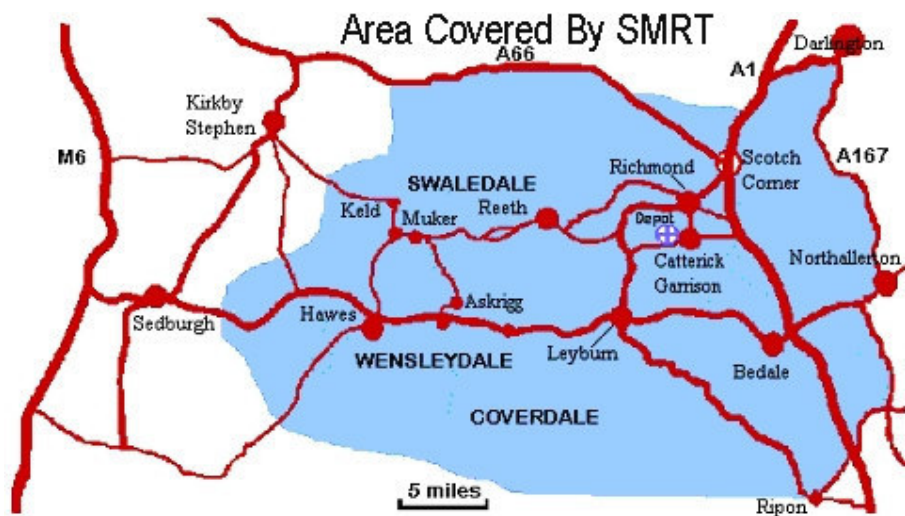 Area Covered By SMRT
Darlington
A66
A1
Kirkby
Stephen
M6
Scotch
Corner
A167
Richmond
SWALEDALE
Keld
Muker
Reeth
Depot
Catterick
Garrison
Northallerton
Askrigg
Hawes
Sedburgh
WENSLEYDALE
Leyburn
Bedale
COVERDALE
5 miles
Ripon